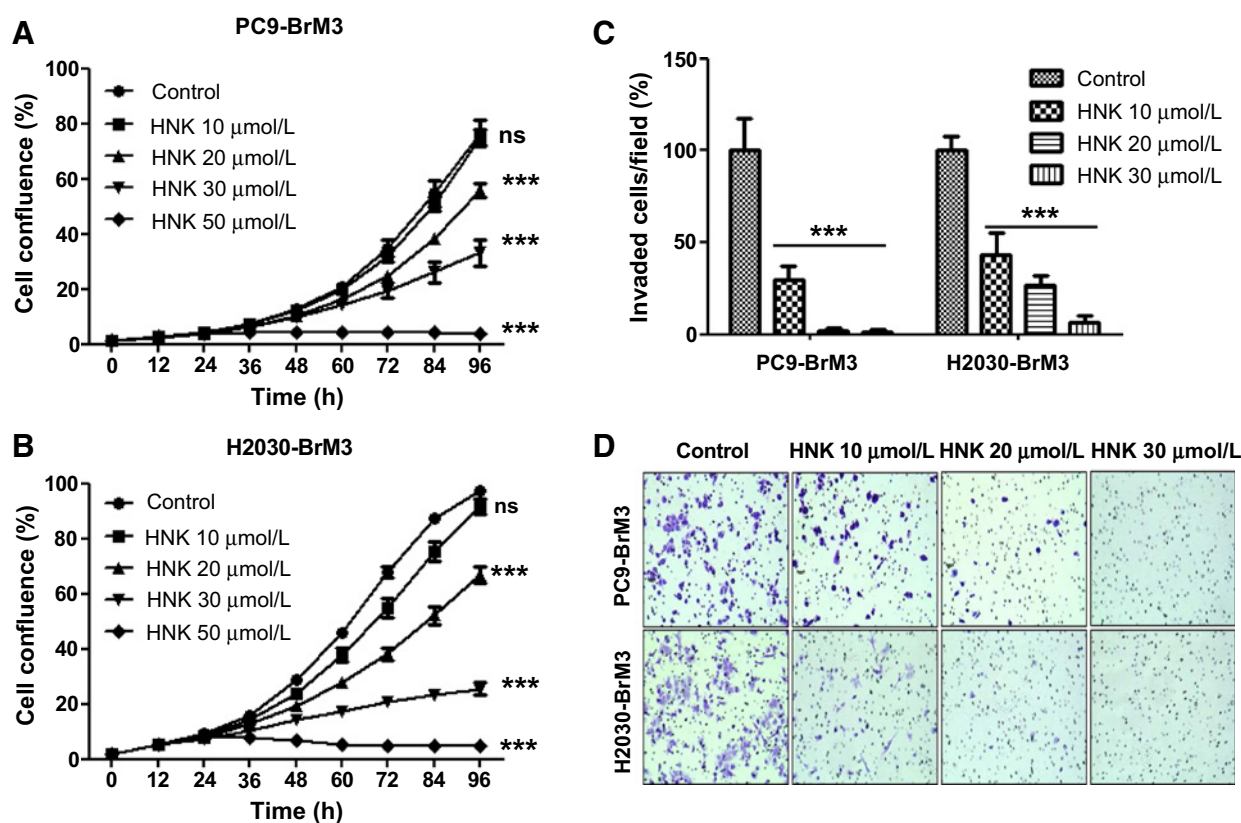 A
PC9-BrM3
Cell confluence (%)
100
80
60
40
20
0
Control
HNK 10 μmol/L
HNK 20 μmol/L
HNK 30 μmol/L
HNK 50 μmol/L
ns
***
***
***
0 12 24 36 48 60 72 84 96
Time (h)
B
H2030-BrM3
Cell confluence (%)
100
80
60
40
20
0
Control
HNK 10 μmol/L
HNK 20 μmol/L
HNK 30 μmol/L
HNK 50 μmol/L
ns
***
***
***
0 12 24 36 48 60 72 84 96
Time (h)
C
Invaded cells/field (%)
150
100
50
0
Control
HNK 10 μmol/L
HNK 20 μmol/L
HNK 30 μmol/L
***
***
PC9-BrM3 H2030-BrM3
D
Control HNK 10 μmol/L HNK 20 μmol/L HNK 30 μmol/L
PC9-BrM3
H2030-BrM3